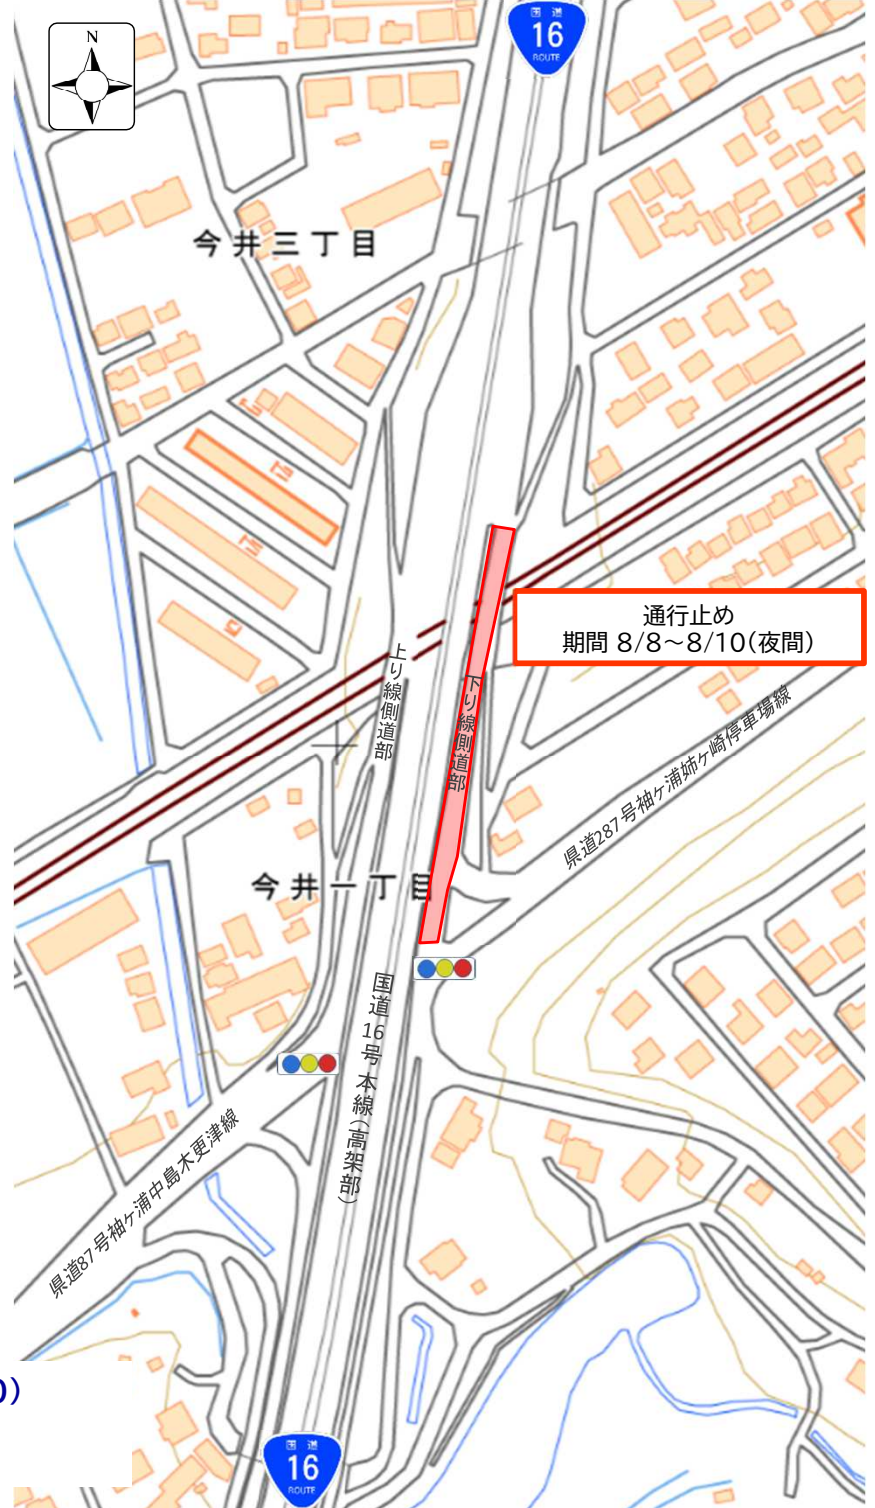 国道
16
ROUTE
N
今井三丁目
通行止め
期間 8/8～8/10(夜間)
上り線側道部
下り線側道部
県道287号袖ヶ浦姉ヶ崎停車場線
今井一丁目
国道16号本線(高架部)
県道87号袖ヶ浦中島木更津線
)
国道
16
ROUTE